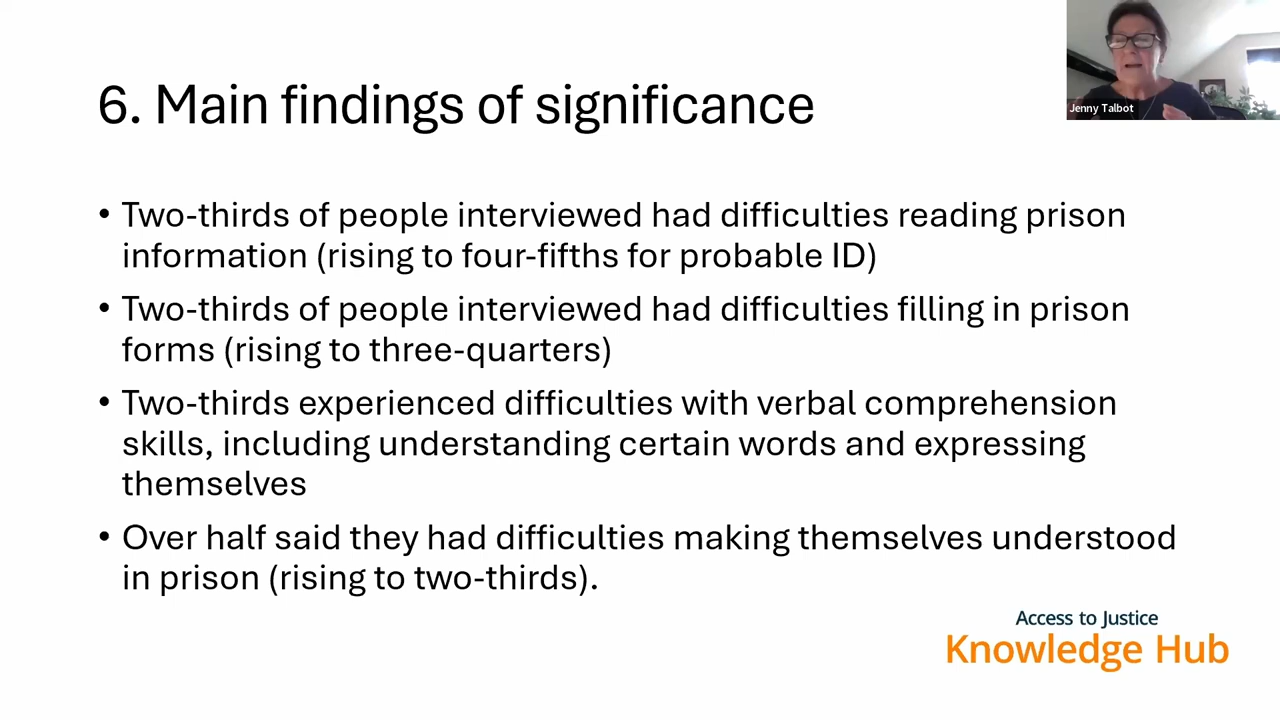 6. Main findings of significance
Jenny Talbot
• Two-thirds of people interviewed had difficulties reading prison
information (rising to four-fifths for probable ID)
• Two-thirds of people interviewed had difficulties filling in prison
forms (rising to three-quarters)
• Two-thirds experienced difficulties with verbal comprehension
skills, including understanding certain words and expressing
themselves
• Over half said they had difficulties making themselves understood
in prison (rising to two-thirds).
Access to Justice
Knowledge Hub